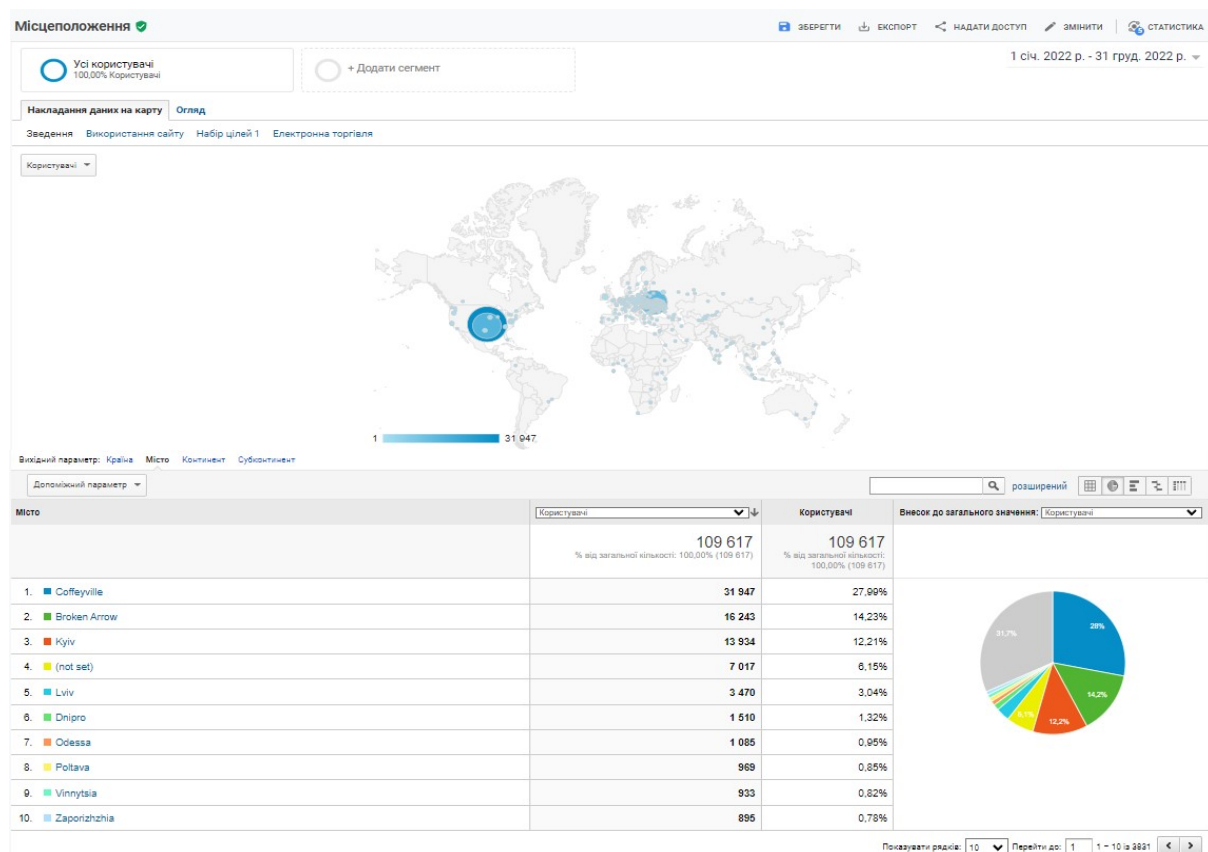 Місцеположення
ЗБЕРЕГТИ ЕКСПОРТ НАДАТИ ДОСТУП ЗМІНИТИ СТАТИСТИКА
Усі користувачі
100,00% Користувачі
+ Додати сегмент
1 січ. 2022 р. - 31 груд. 2022 р.
Накладання даних на карту Огляд
Зведення Використання сайту Набір цілей 1 Електронна торгівля
Користувачі
1 31 947
Вихідний параметр: Країна Місто Континент Субконтинент
Допоміжний параметр
розширений
Місто Користувачі Користувачі Внесок до загального значення: Користувачі
109 617 109 617
% від загальної кількості: 100,00% (109 617) % від загальної кількості:
100,00% (109 617)
1. Coffeyville 31 947 27,99%
2. Broken Arrow 16 243 14,23%
3. Kyiv 13 934 12,21%
4. (not set) 7 017 6,15%
5. Lviv 3 470 3,04%
6. Dnipro 1 510 1,32%
7. Odessa 1 085 0,95%
8. Poltava 969 0,85%
9. Vinnytsia 933 0,82%
10. Zaporizhzhia 895 0,78%
28%
31,7%
14,2%
6,1%
12,2%
Показувати рядків: 10 Перейти до: 1 1 – 10 із 3931